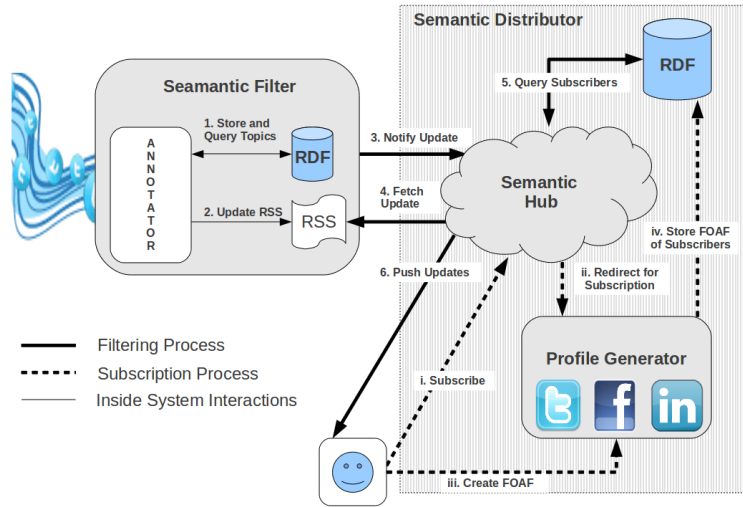 Semantic Distributor
Seamantic Filter
RDF
5. Query Subscribers
1. Store and
Query Topics
ANNOTATOR
RDF
3. Notify Update
Semantic
Hub
4. Fetch
Update
2. Update RSS
RSS
iv. Store FOAF
of Subscribers
6. Push Updates
ii. Redirect for
Subscription
Filtering Process
Subscription Process
Inside System Interactions
i. Subscribe
Profile Generator
t
f
in
iii. Create FOAF